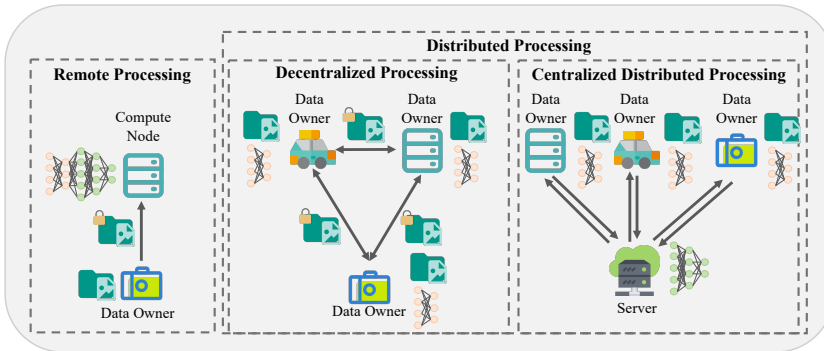 Distributed Processing
Remote Processing
Compute
Node
Data Owner
Decentralized Processing
Data
Owner
Data
Owner
Data Owner
Centralized Distributed Processing
Data
Owner
Data
Owner
Data
Owner
Server